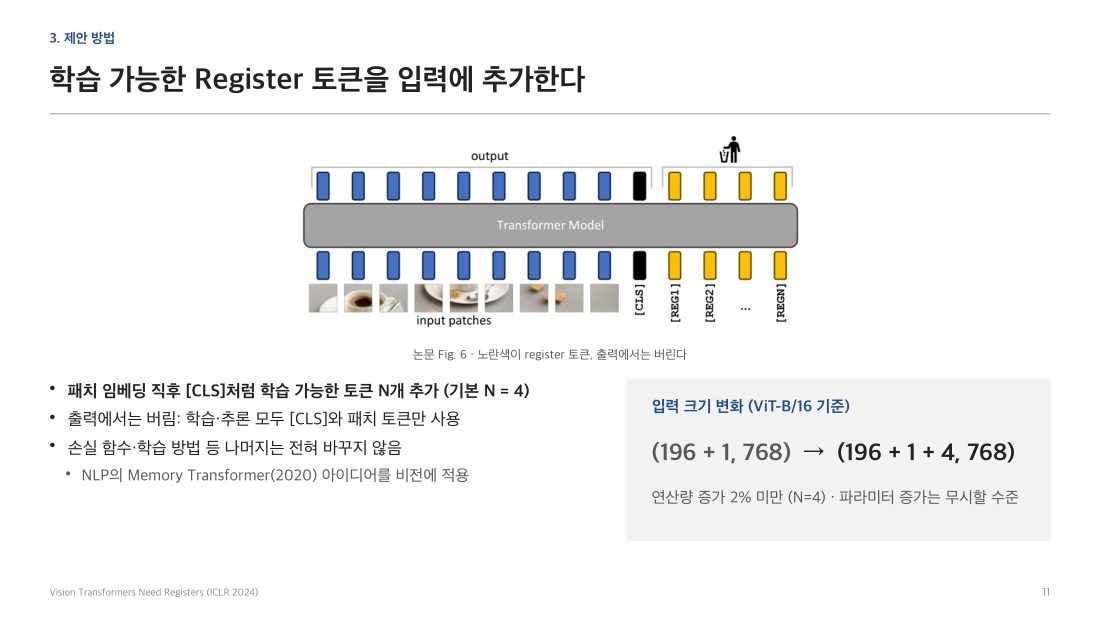 3. 제안 방법
학습 가능한 Register 토큰을 입력에 추가한다
output
Transformer Model
[CLS]
[REG1]
[REG2]
...
[REGN]
input patches
논문 Fig. 6 · 노란색이 register 토큰, 출력에서는 버린다
• 패치 임베딩 직후 [CLS]처럼 학습 가능한 토큰 N개 추가 (기본 N = 4)
• 출력에서는 버림: 학습·추론 모두 [CLS]와 패치 토큰만 사용
• 손실 함수·학습 방법 등 나머지는 전혀 바꾸지 않음
• NLP의 Memory Transformer(2020) 아이디어를 비전에 적용
입력 크기 변화 (ViT-B/16 기준)
(196 + 1, 768) → (196 + 1 + 4, 768)
연산량 증가 2% 미만 (N=4) · 파라미터 증가는 무시할 수준
Vision Transformers Need Registers (ICLR 2024)
11